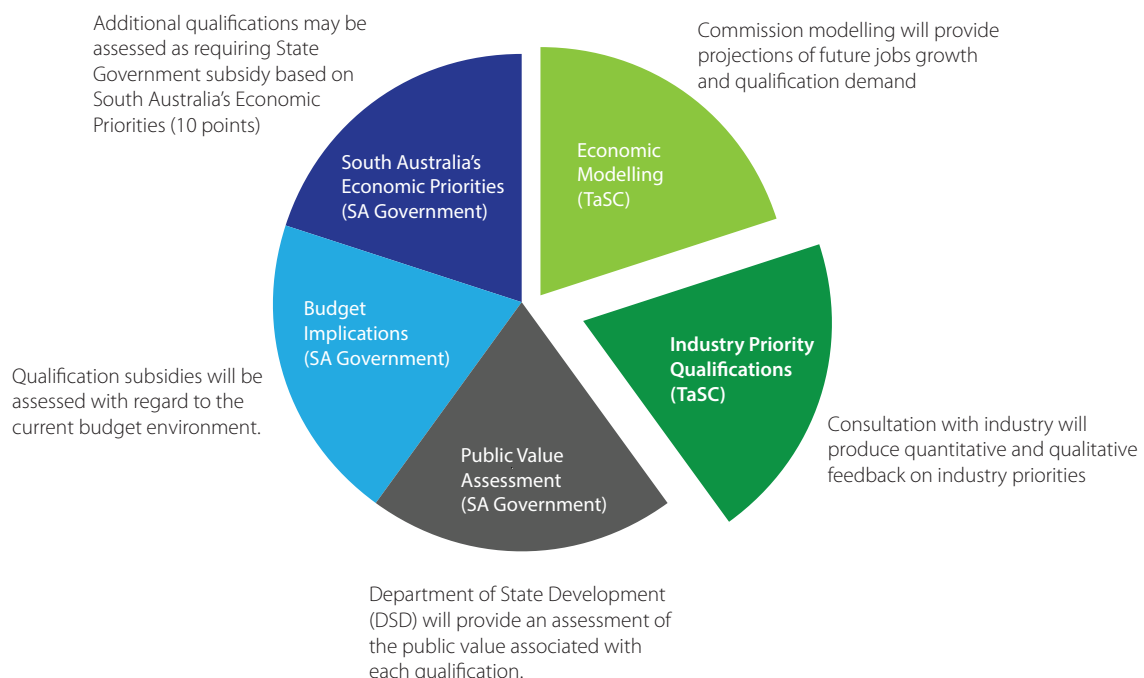 Additional qualifications may be
assessed as requiring State
Government subsidy based on
South Australia's Economic
Priorities (10 points)
Commission modelling will provide
projections of future jobs growth
and qualification demand
South Australia's
Economic Priorities
(SA Government)
Economic
Modelling
(TaSC)
Budget
Implications
(SA Government)
Industry Priority
Qualifications
(TaSC)
Qualification subsidies will be
assessed with regard to the
current budget environment.
Consultation with industry will
produce quantitative and qualitative
feedback on industry priorities
Public Value
Assessment
(SA Government)
Department of State Development
(DSD) will provide an assessment of
the public value associated with
each qualification.